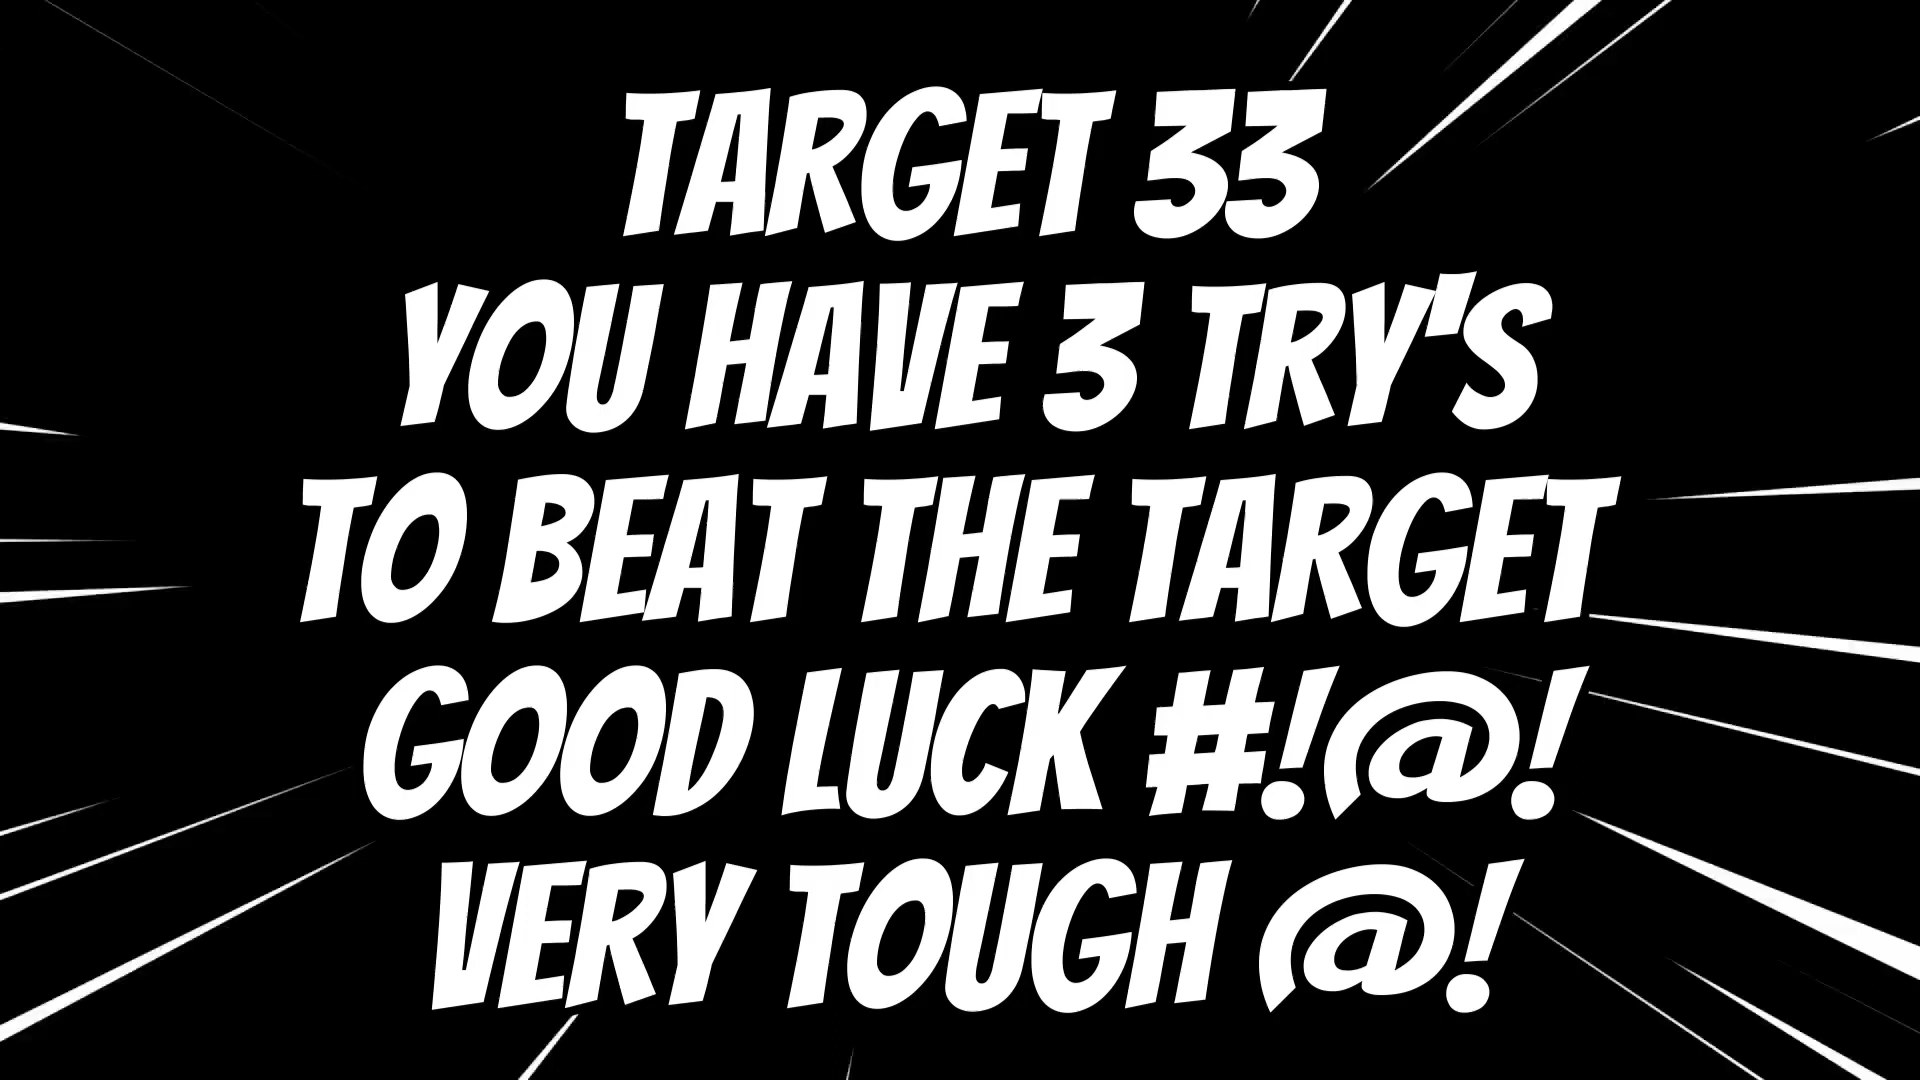 TARGET 33
YOU HAVE 3 TRY'S
TO BEAT THE TARGET
GOOD LUCK #!@!
VERY TOUGH @!